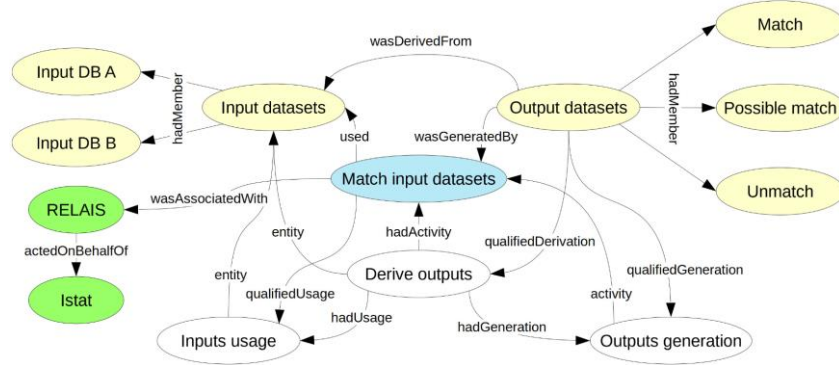 Match
wasDerivedFrom
Input DB A
hadMember
Input datasets
Output datasets
hadMember
Possible match
Input DB B
used
wasGeneratedBy
Match input datasets
Unmatch
RELAIS
wasAssociatedWith
actedOnBehalfOf
entity
hadActivity
qualifiedDerivation
entity
Derive outputs
qualifiedGeneration
Istat
qualifiedUsage
activity
hadUsage
hadGeneration
Inputs usage
Outputs generation